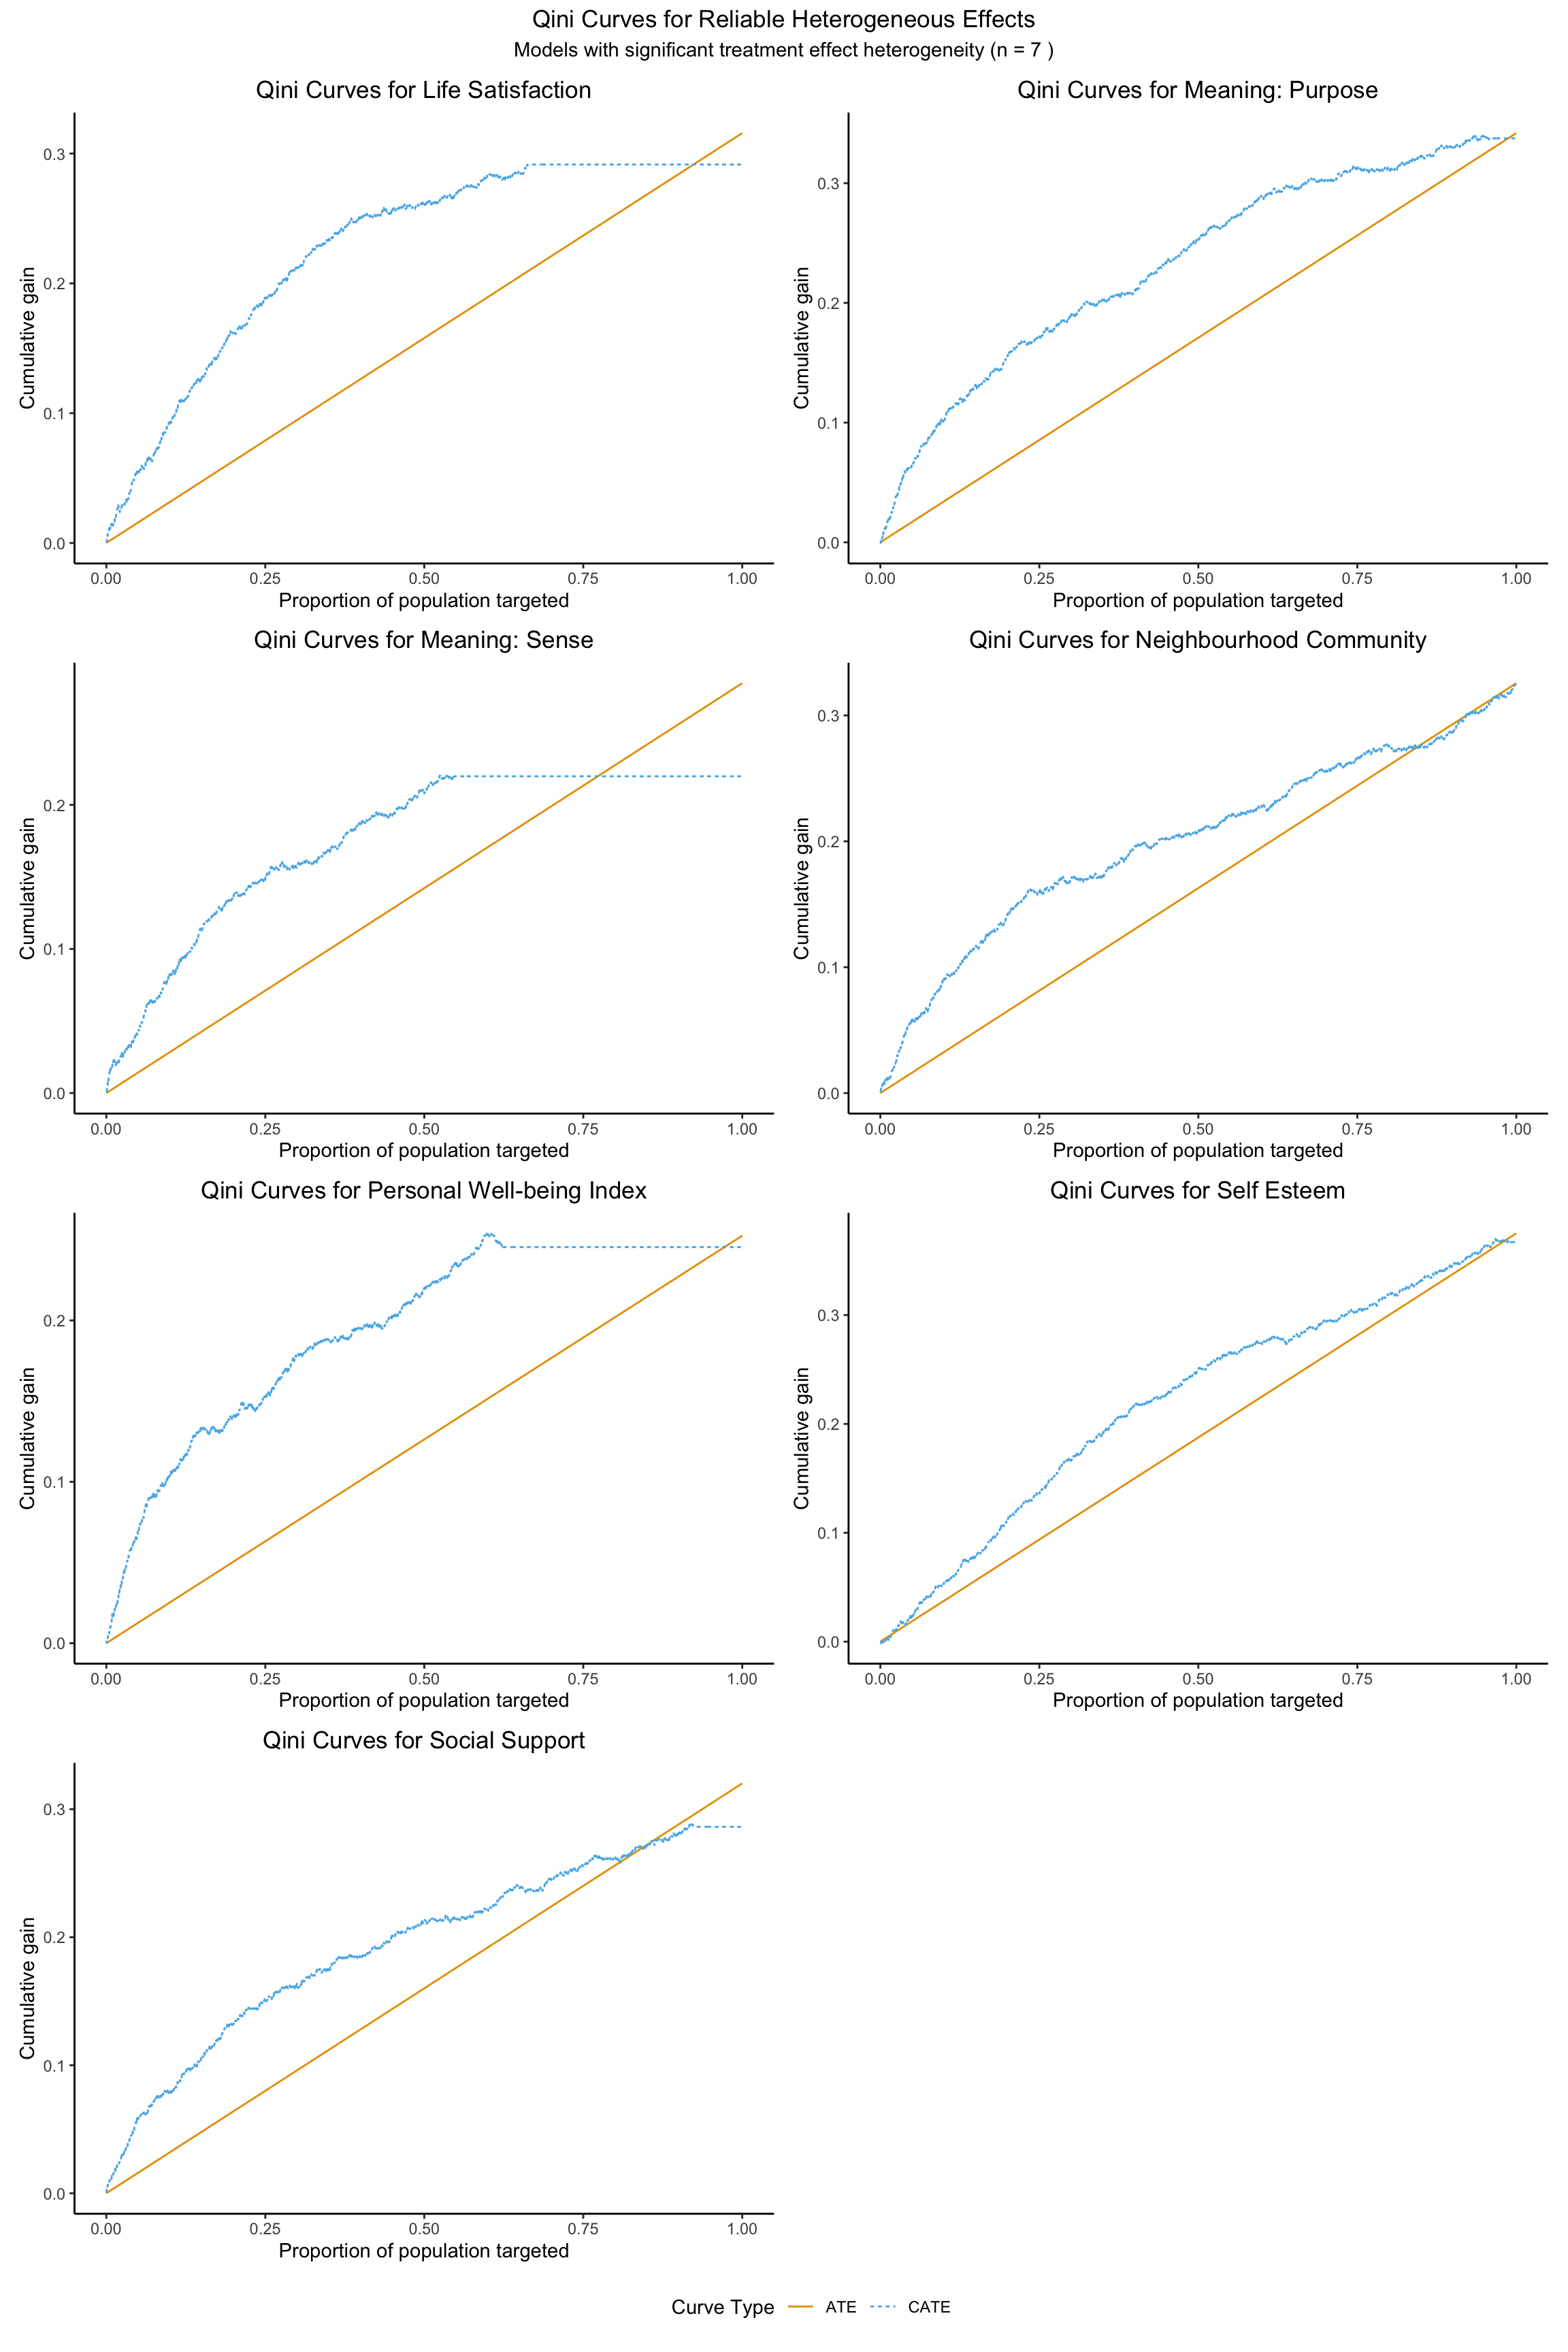 Qini Curves for Reliable Heterogeneous Effects
Models with significant treatment effect heterogeneity (n = 7 )
Qini Curves for Life Satisfaction
Cumulative gain
0.3
0.2
0.1
0.0
0.00 0.25 0.50 0.75 1.00
Proportion of population targeted
Qini Curves for Meaning: Purpose
Cumulative gain
0.3
0.2
0.1
0.0
0.00 0.25 0.50 0.75 1.00
Proportion of population targeted
Qini Curves for Meaning: Sense
Cumulative gain
0.2
0.1
0.0
0.00 0.25 0.50 0.75 1.00
Proportion of population targeted
Qini Curves for Neighbourhood Community
Cumulative gain
0.3
0.2
0.1
0.0
0.00 0.25 0.50 0.75 1.00
Proportion of population targeted
Qini Curves for Personal Well-being Index
Cumulative gain
0.2
0.1
0.0
0.00 0.25 0.50 0.75 1.00
Proportion of population targeted
Qini Curves for Self Esteem
Cumulative gain
0.3
0.2
0.1
0.0
0.00 0.25 0.50 0.75 1.00
Proportion of population targeted
Qini Curves for Social Support
Cumulative gain
0.3
0.2
0.1
0.0
0.00 0.25 0.50 0.75 1.00
Proportion of population targeted
Curve Type ATE CATE